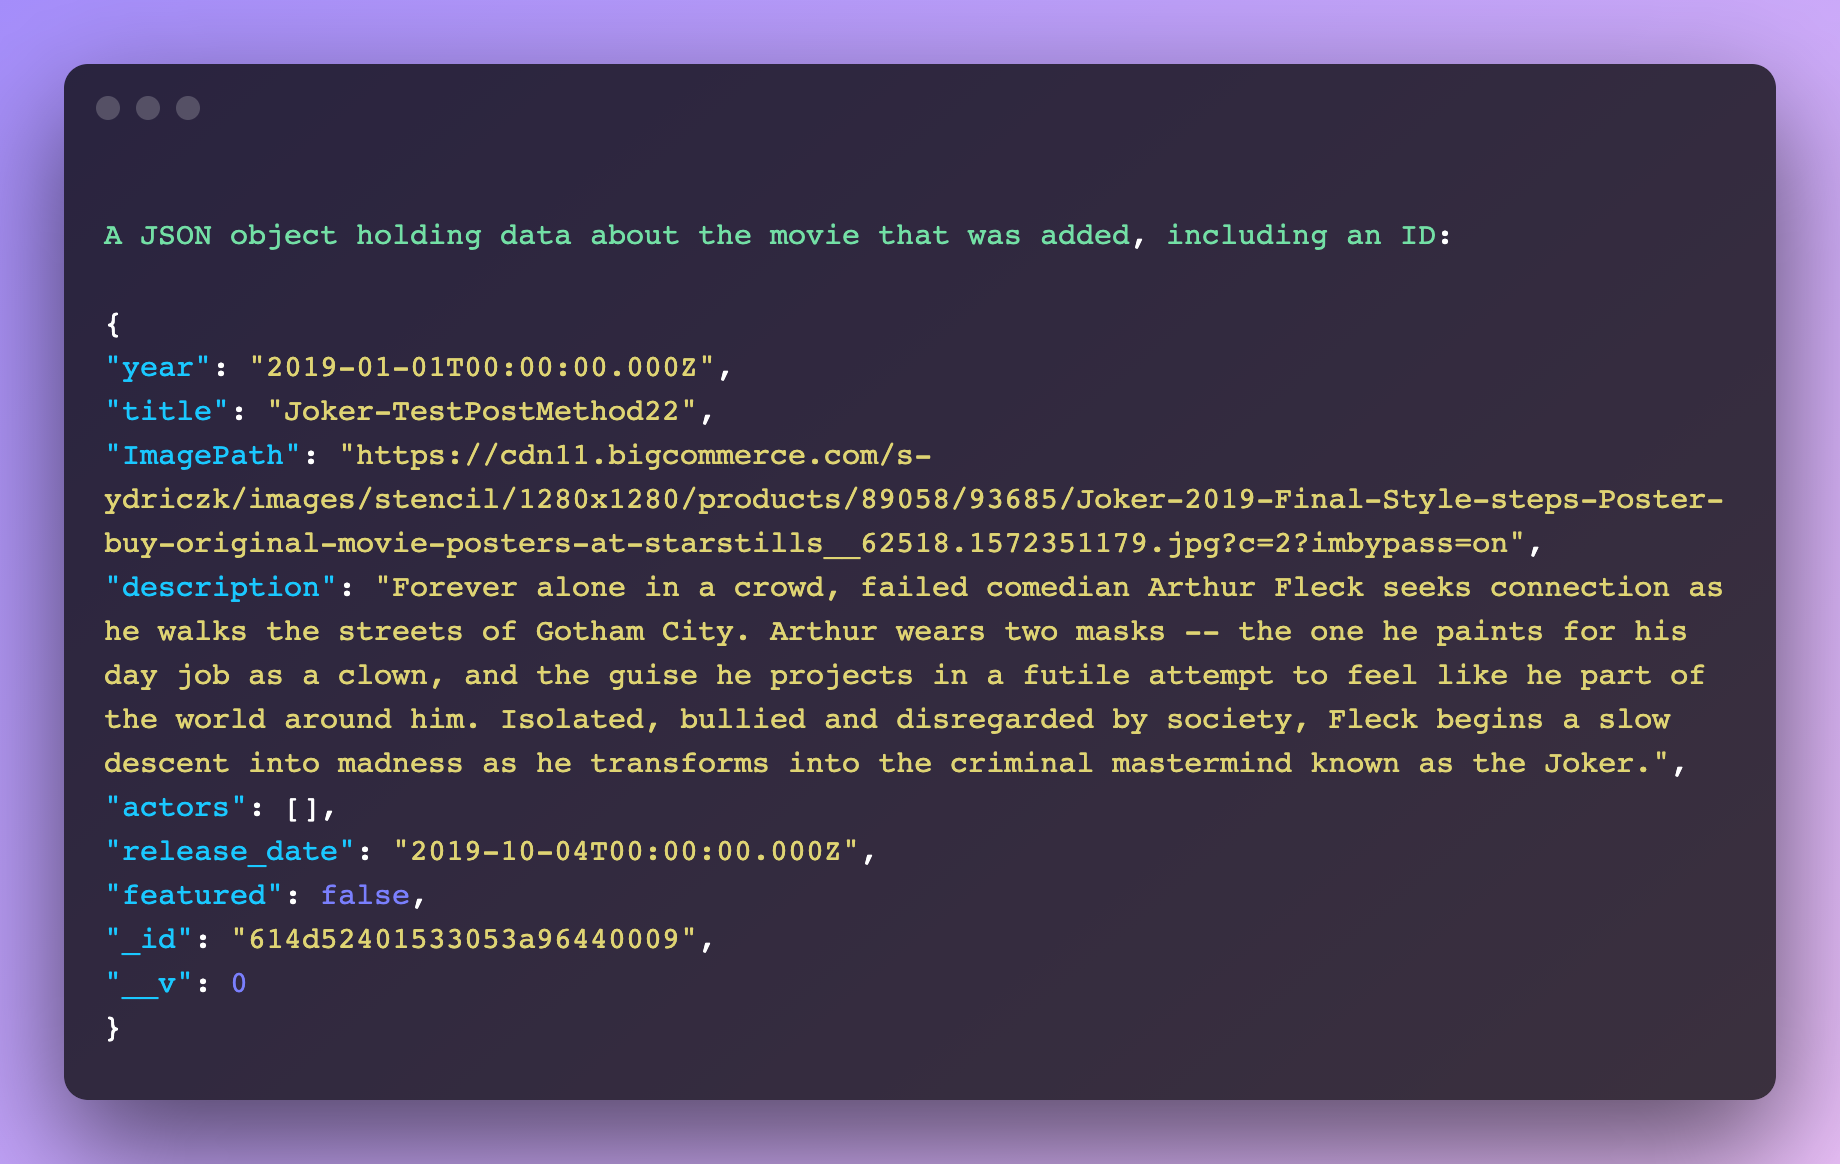 A JSON object holding data about the movie that was added, including an ID:
{
"year": "2019-01-01T00:00:00.000Z",
"title": "Joker-TestPostMethod22",
"ImagePath": "https://cdn11.bigcommerce.com/s-
ydriczk/images/stencil/1280x1280/products/89058/93685/Joker-2019-Final-Style-steps-Poster-
buy-original-movie-posters-at-starstills__62518.1572351179.jpg?c=2?imbypass=on",
"description": "Forever alone in a crowd, failed comedian Arthur Fleck seeks connection as
he walks the streets of Gotham City. Arthur wears two masks -- the one he paints for his
day job as a clown, and the guise he projects in a futile attempt to feel like he part of
the world around him. Isolated, bullied and disregarded by society, Fleck begins a slow
descent into madness as he transforms into the criminal mastermind known as the Joker.",
"actors": [],
"release_date": "2019-10-04T00:00:00.000Z",
"featured": false,
"_id": "614d52401533053a96440009",
"__v": 0
}